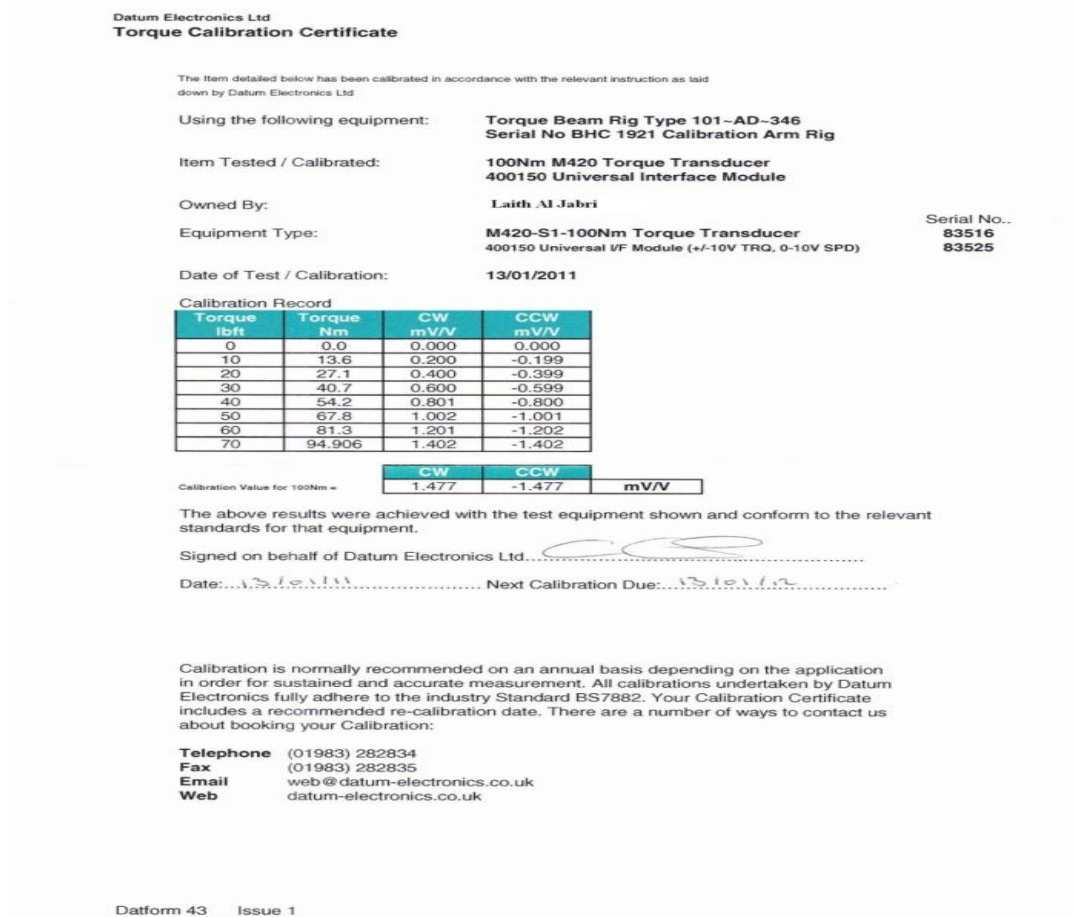 Datum Electronics Ltd
Torque Calibration Certificate
The Item detailed below has been calibrated in accordance with the relevant instruction as laid
down by Datum Electronics Ltd
Using the following equipment: Torque Beam Rig Type 101~AD~346
Serial No BHC 1921 Calibration Arm Rig
Item Tested / Calibrated: 100Nm M420 Torque Transducer
400150 Universal Interface Module
Owned By: Laith Al Jabri
Serial No..
Equipment Type: M420-S1-100Nm Torque Transducer 83516
400150 Universal I/F Module (+/-10V TRQ, 0-10V SPD) 83525
Date of Test / Calibration: 13/01/2011
Calibration Record
Torque Torque CW CCW
lbft Nm mV/V mV/V
0 0.0 0.000 0.000
10 13.6 0.200 -0.199
20 27.1 0.400 -0.399
30 40.7 0.600 -0.599
40 54.2 0.801 -0.800
50 67.8 1.002 -1.001
60 81.3 1.201 -1.202
70 94.906 1.402 -1.402
CW CCW
Calibration Value for 100Nm = 1.477 -1.477 mV/V
The above results were achieved with the test equipment shown and conform to the relevant
standards for that equipment.
Signed on behalf of Datum Electronics Ltd
Date: 13/01/11 Next Calibration Due: 13/01/12
Calibration is normally recommended on an annual basis depending on the application
in order for sustained and accurate measurement. All calibrations undertaken by Datum
Electronics fully adhere to the industry Standard BS7882. Your Calibration Certificate
includes a recommended re-calibration date. There are a number of ways to contact us
about booking your Calibration:
Telephone (01983) 282834
Fax (01983) 282835
Email web@datum-electronics.co.uk
Web datum-electronics.co.uk
Datform 43 Issue 1